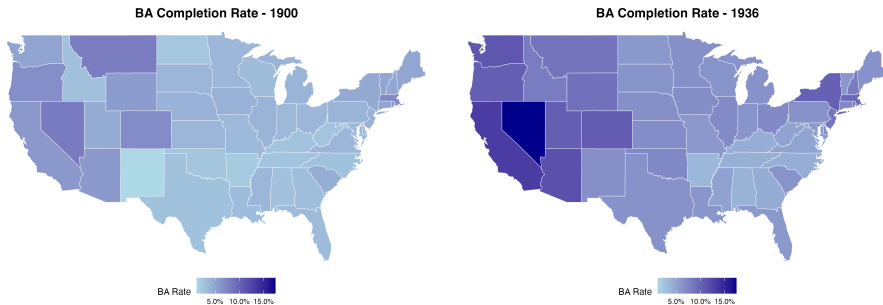 BA Completion Rate - 1900
BA Completion Rate - 1936
BA Rate
5.0% 10.0% 15.0%
BA Rate
5.0% 10.0% 15.0%